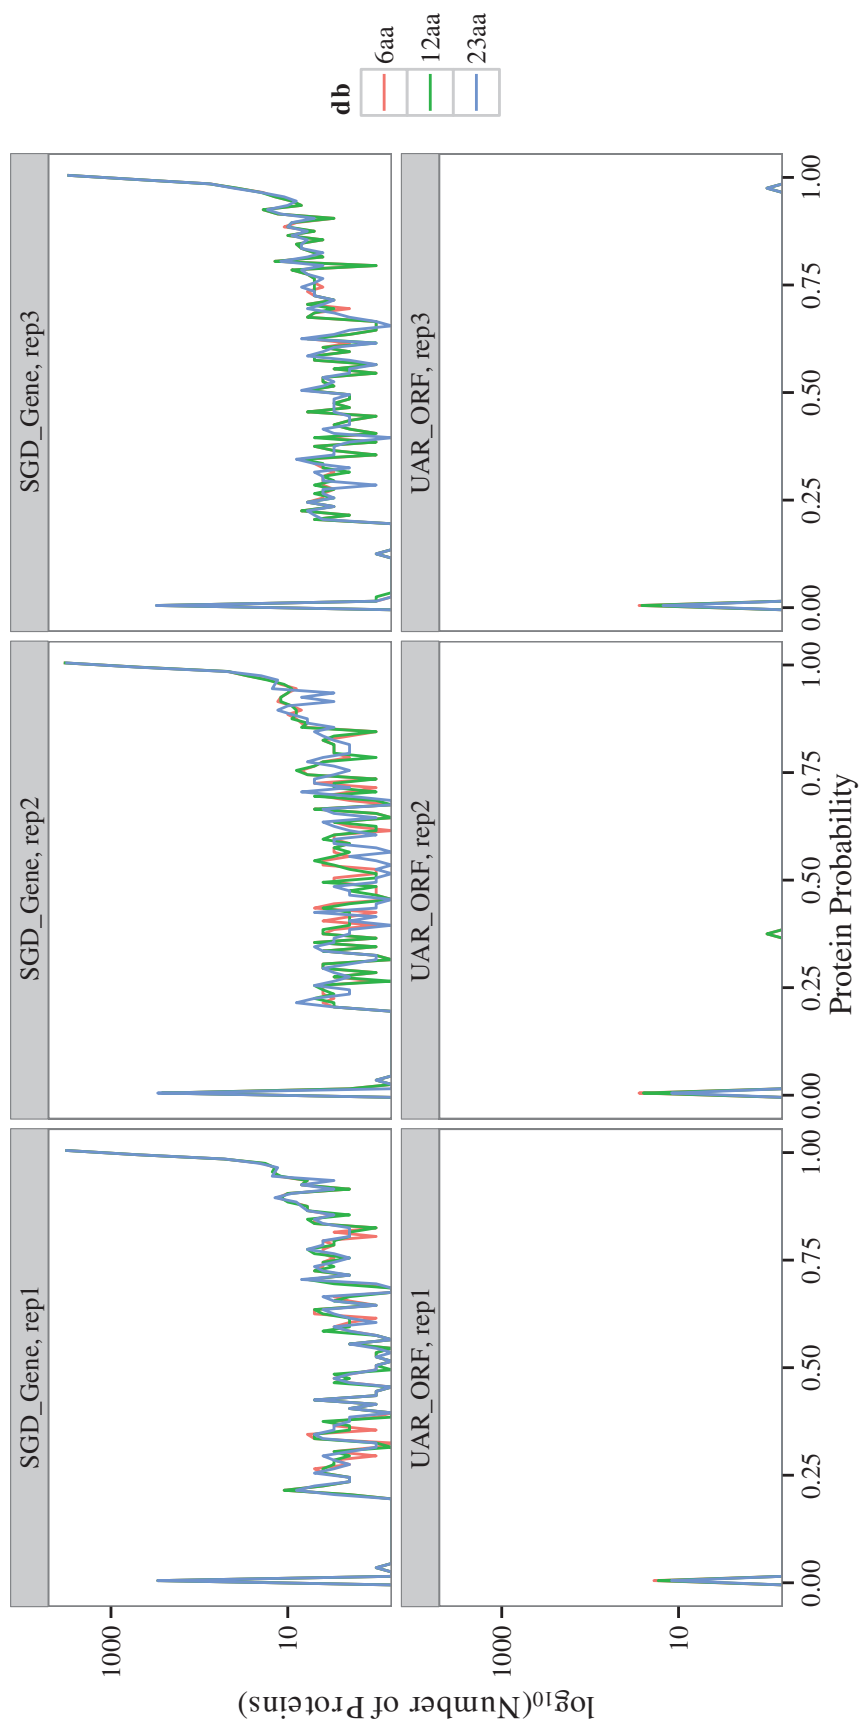 SGD_Gene, rep1
SGD_Gene, rep2
SGD_Gene, rep3
UAR_ORF, rep1
UAR_ORF, rep2
UAR_ORF, rep3
1000
10
1000
10
log10(Number of Proteins)
0.00 0.25 0.50 0.75 1.00
0.00 0.25 0.50 0.75 1.00
0.00 0.25 0.50 0.75 1.00
Protein Probability
db
6aa
12aa
23aa